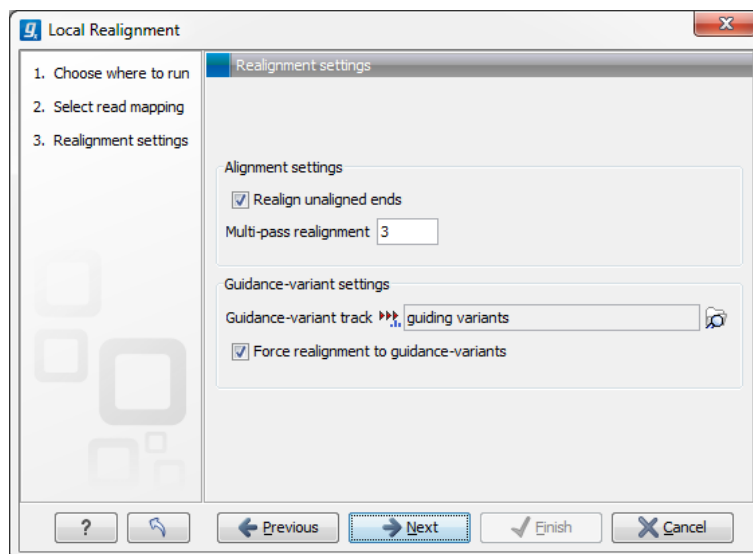 Local Realignment
1. Choose where to run
2. Select read mapping
3. Realignment settings
Realignment settings
Alignment settings
Realign unaligned ends
Multi-pass realignment 3
Guidance-variant settings
Guidance-variant track guiding variants
Force realignment to guidance-variants
? Previous Next Finish Cancel